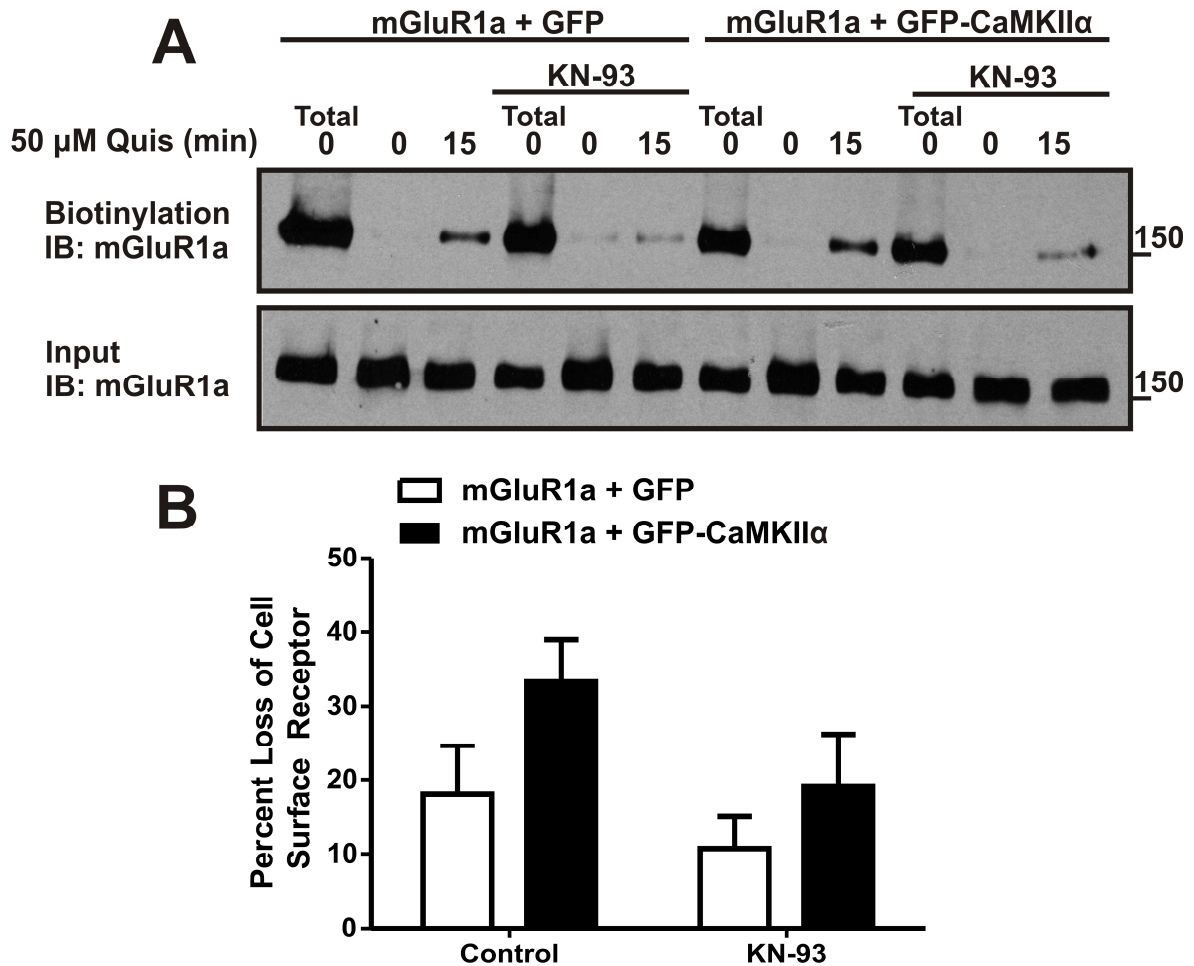 A
mGluR1a + GFP
mGluR1a + GFP-CaMKIIα
KN-93
KN-93
Total
Total
Total
Total
50 µM Quis (min)
0 0 15 0 0 15 0 0 15 0 0 15
Biotinylation
IB: mGluR1a
150
Input
IB: mGluR1a
150
B
mGluR1a + GFP
mGluR1a + GFP-CaMKIIα
Percent Loss of Cell
Surface Receptor
50
40
30
20
10
0
Control
KN-93